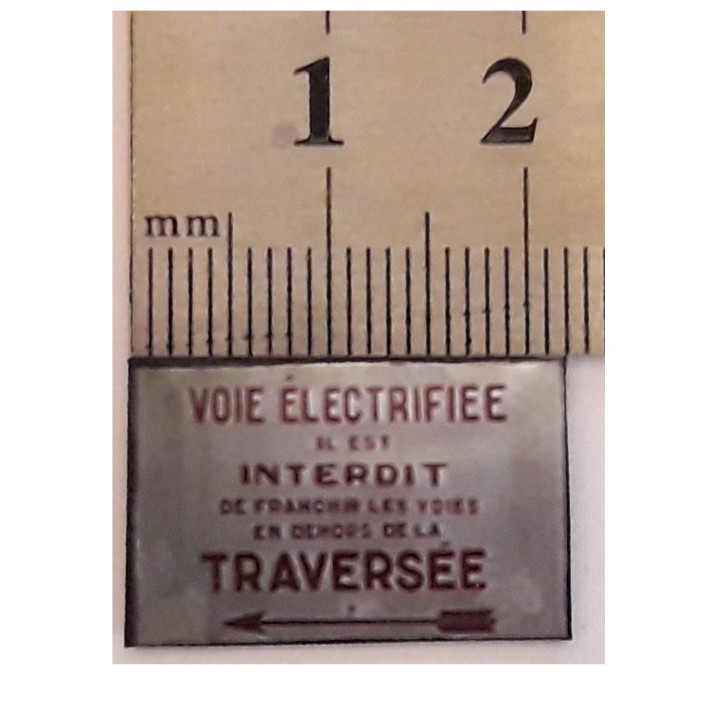 1 2
mm
VOIE ÉLECTRIFIEE
IL EST
INTERDIT
DE FRANCHIR LES VOIES
EN DEHORS DE LA
TRAVERSÉE